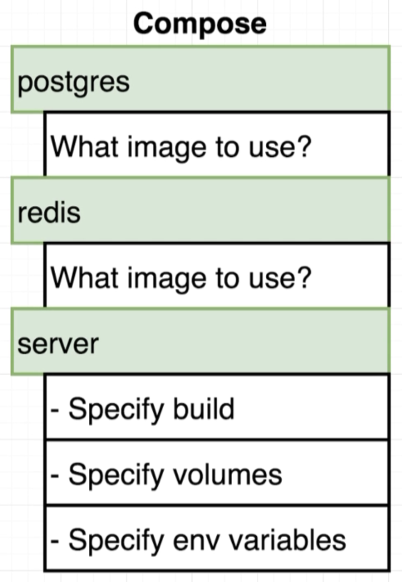 Compose
postgres
What image to use?
redis
What image to use?
server
- Specify build
- Specify volumes
- Specify env variables